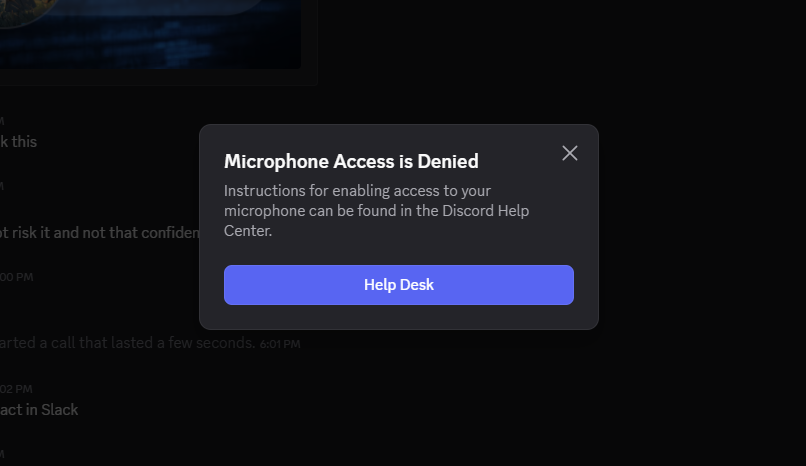 M
k this
M
Microphone Access is Denied
Instructions for enabling access to your
microphone can be found in the Discord Help
Center.
ot risk it and not that confiden
:00 PM
Help Desk
arted a call that lasted a few seconds. 6:01 PM
:02 PM
act in Slack
M